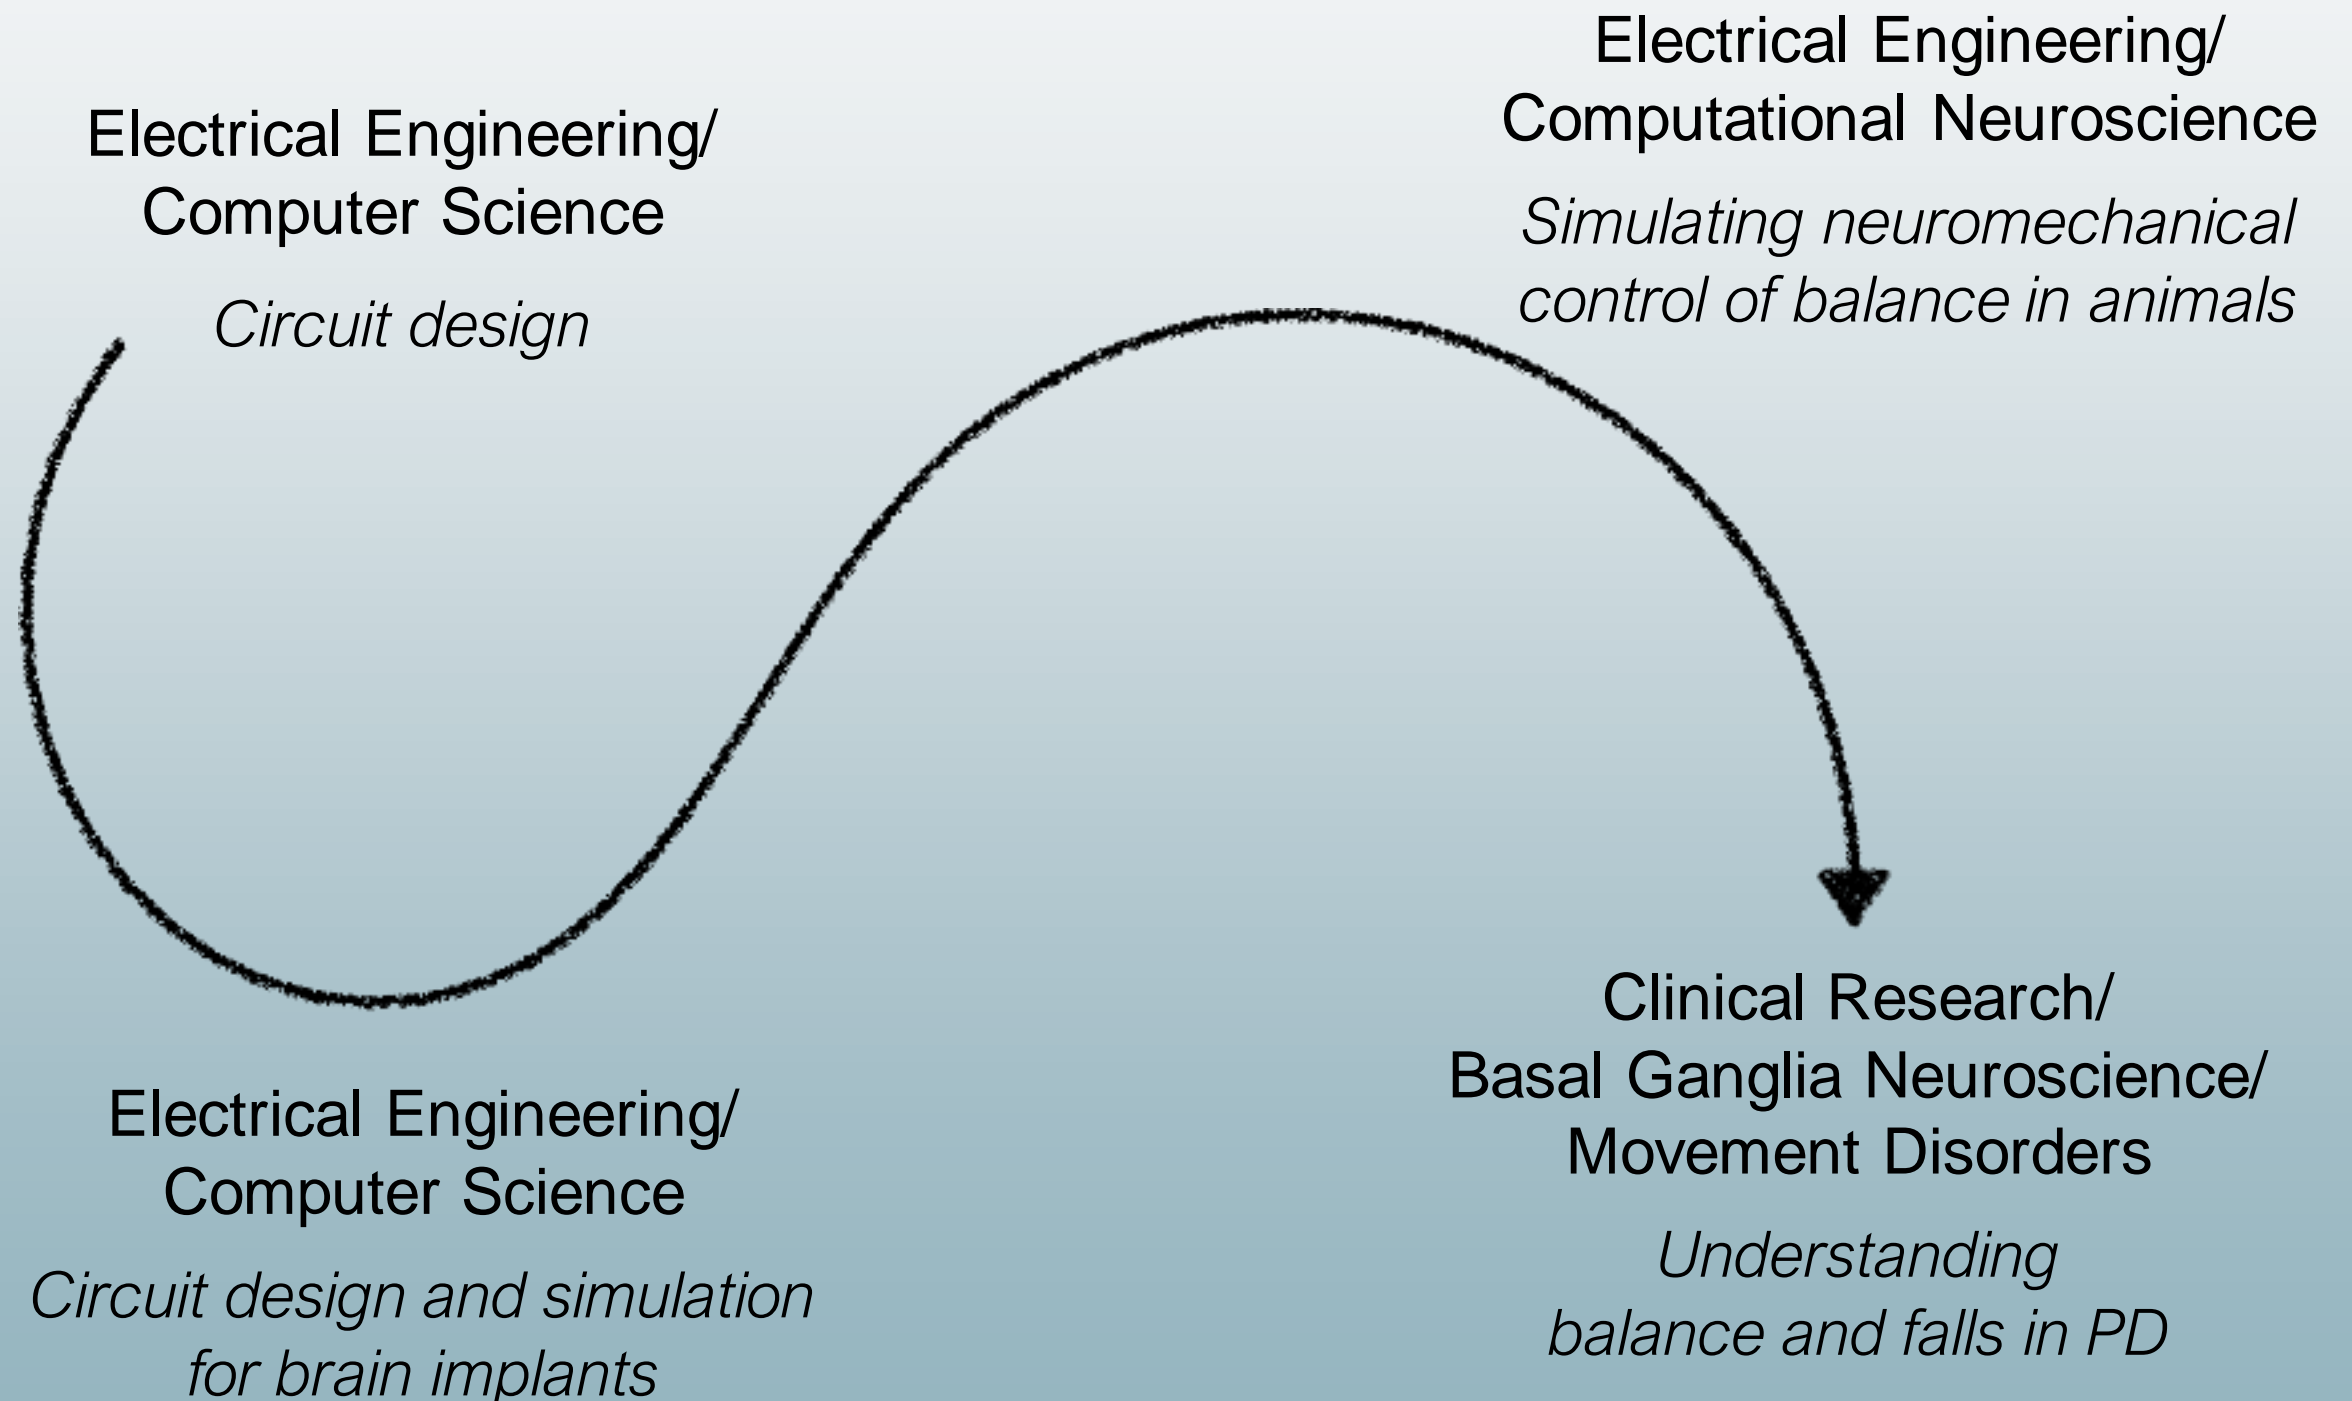 Electrical Engineering/
Computer Science
Circuit design
Electrical Engineering/
Computer Science
Circuit design and simulation
for brain implants
Electrical Engineering/
Computational Neuroscience
Simulating neuromechanical
control of balance in animals
Clinical Research/
Basal Ganglia Neuroscience/
Movement Disorders
Understanding
balance and falls in PD